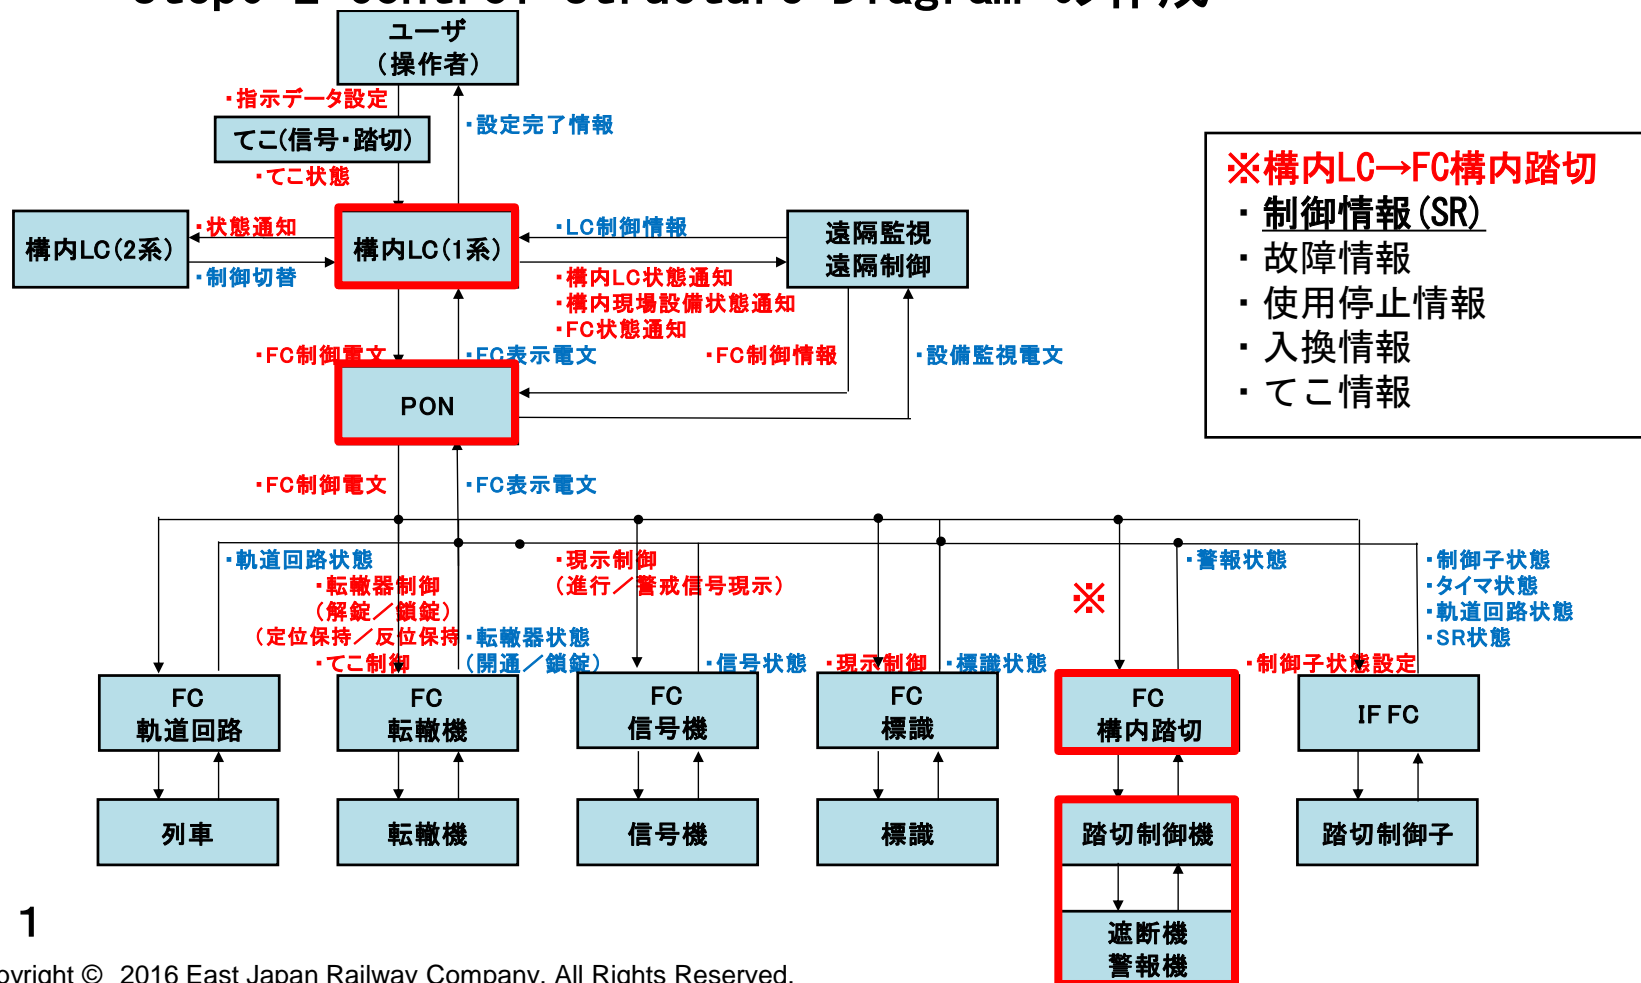 Step0-2 Control Structure Diagram の作成
ユーザ
（操作者）
・指示データ設定
・設定完了情報
てこ(信号・踏切)
・てこ状態
構内LC(2系)
・状態通知
・制御切替
構内LC(1系)
・LC制御情報
・構内LC状態通知
・構内現場設備状態通知
・FC状態通知
遠隔監視
遠隔制御
・FC制御電文
・FC表示電文
・FC制御情報
・設備監視電文
PON
・FC制御電文
・FC表示電文
・軌道回路状態
・転轍器制御
（解錠／鎖錠）
（定位保持／反位保持
・てこ制御
・転轍器状態
（開通／鎖錠）
・現示制御
（進行／警戒信号現示）
・信号状態
・現示制御
・標識状態
※
・警報状態
・制御子状態設定
・制御子状態
・タイマ状態
・軌道回路状態
・SR状態
FC
軌道回路
FC
転轍機
FC
信号機
FC
標識
FC
構内踏切
IF FC
列車
転轍機
信号機
標識
踏切制御機
踏切制御子
遮断機
警報機
※構内LC→FC構内踏切
・制御情報(SR)
・故障情報
・使用停止情報
・入換情報
・てこ情報
1
opyright © 2016 East Japan Railway Company. All Rights Reserved.